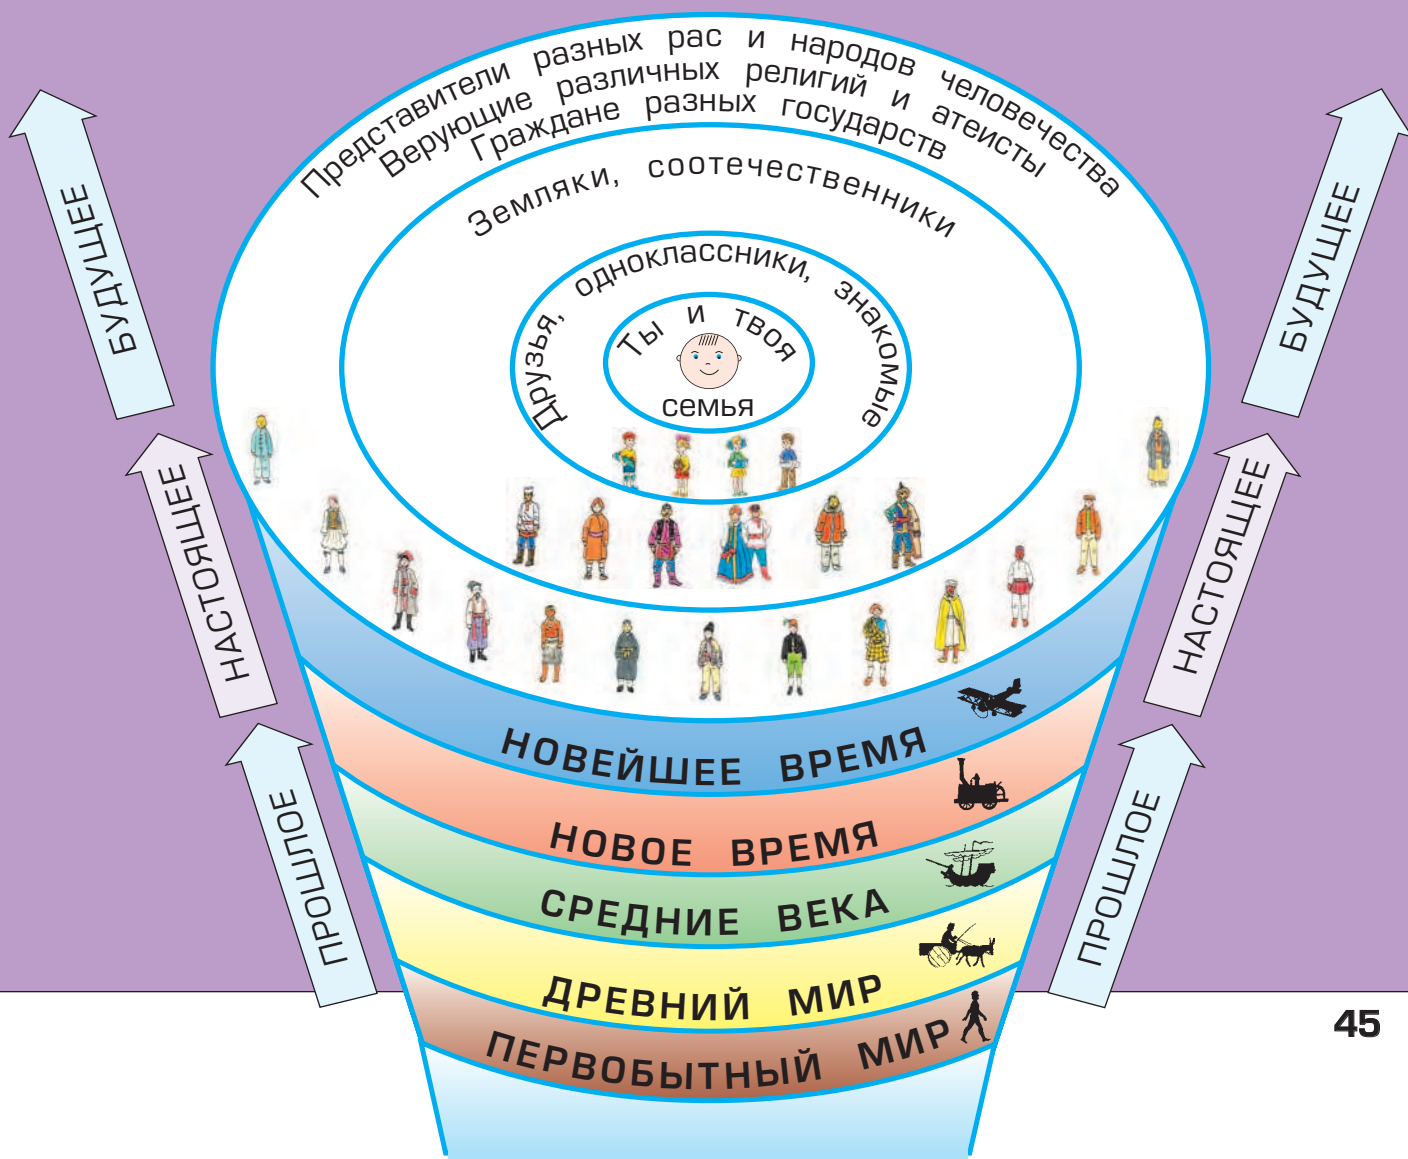 Представители разных рас и народов человечества
Верующие различных религий и атеисты
Граждане разных государств
Земляки, соотечественники
Друзья, одноклассники, знакомые
Ты и твоя
семья
БУДУЩЕЕ
БУДУЩЕЕ
НАСТОЯЩЕЕ
НАСТОЯЩЕЕ
ПРОШЛОЕ
ПРОШЛОЕ
НОВЕЙШЕЕ ВРЕМЯ
НОВОЕ ВРЕМЯ
СРЕДНИЕ ВЕКА
ДРЕВНИЙ МИР
ПЕРВОБЫТНЫЙ МИР
45